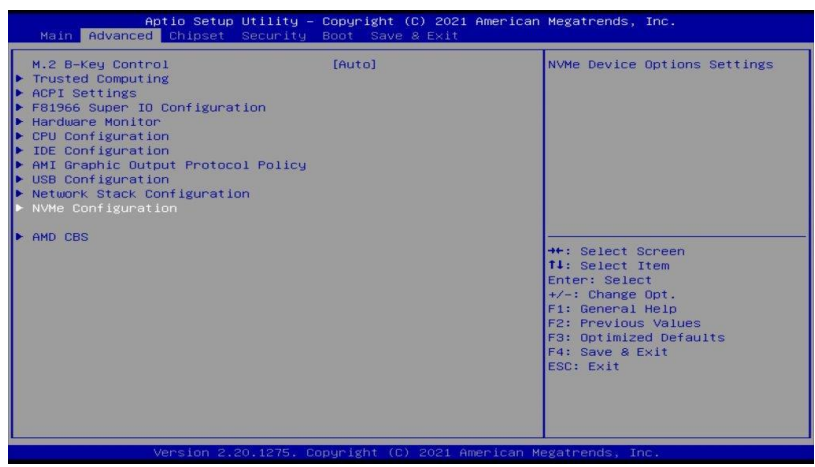 Aptio Setup Utility – Copyright (C) 2021 American Megatrends, Inc.
Main Advanced Chipset Security Boot Save & Exit
M.2 B-Key Control [Auto]
▶ Trusted Computing
▶ ACPI Settings
▶ F81966 Super IO Configuration
▶ Hardware Monitor
▶ CPU Configuration
▶ IDE Configuration
▶ AMI Graphic Output Protocol Policy
▶ USB Configuration
▶ Network Stack Configuration
▶ NVMe Configuration
▶ AMD CBS
NVMe Device Options Settings
→←: Select Screen
↑↓: Select Item
Enter: Select
+/-: Change Opt.
F1: General Help
F2: Previous Values
F3: Optimized Defaults
F4: Save & Exit
ESC: Exit
Version 2.20.1275. Copyright (C) 2021 American Megatrends, Inc.